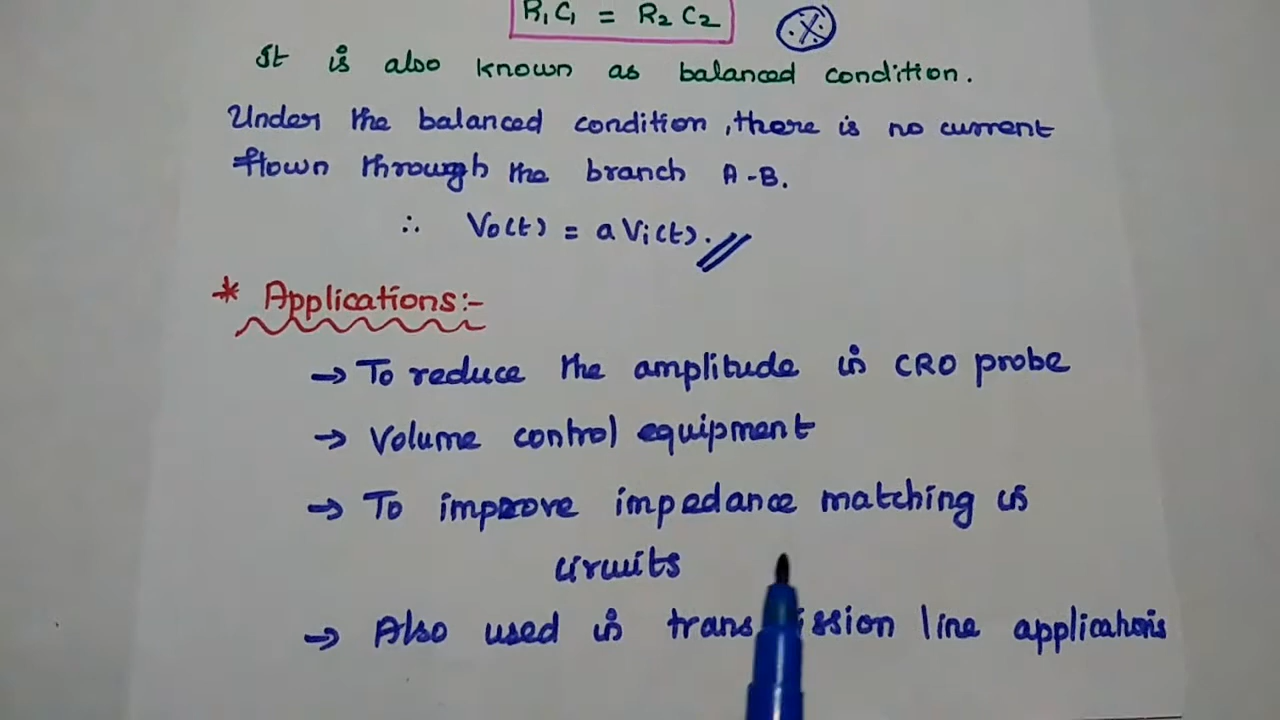 R₁C₁ = R₂C₂
It is also known as balanced condition.
Under the balanced condition, there is no current
flown through the branch A-B.
∴ Vo(t) = a Vi(t).
* Applications:-
→ To reduce the amplitude in CRO probe
→ Volume control equipment
→ To improve impedance matching in
circuits
→ Also used in transmission line applications